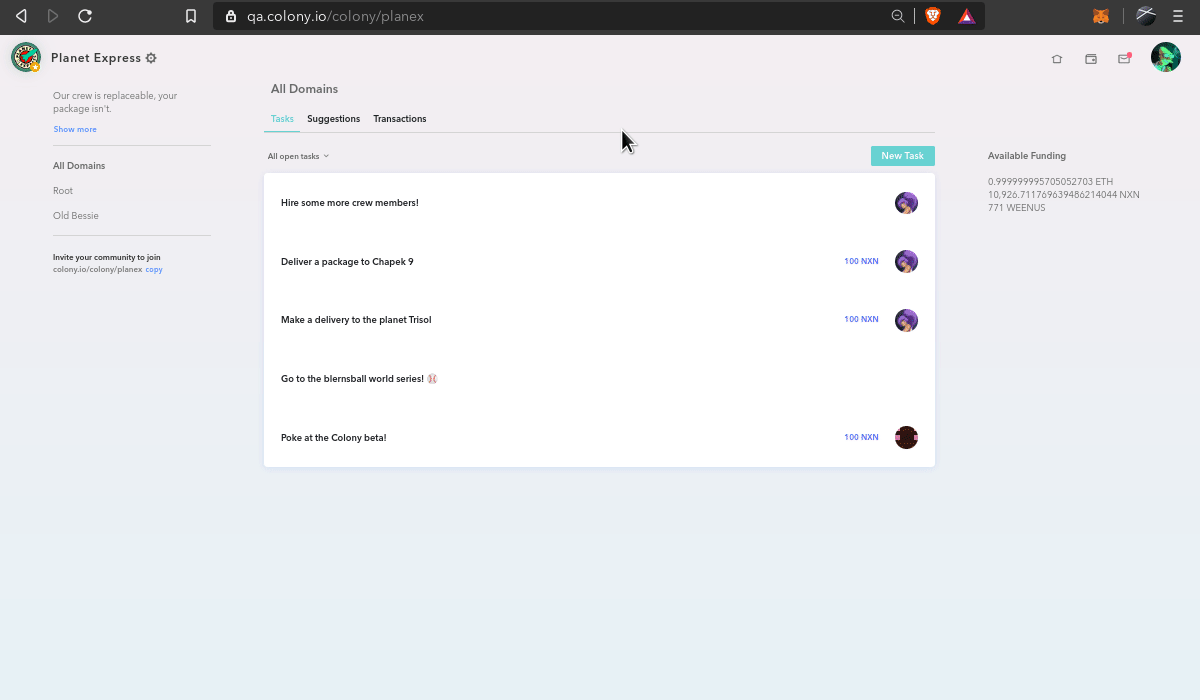 qa.colony.io/colony/planex
Planet Express
Our crew is replaceable, your
package isn't.
Show more
All Domains
Root
Old Bessie
Invite your community to join
colony.io/colony/planex copy
All Domains
Tasks Suggestions Transactions
All open tasks New Task
Hire some more crew members!
Deliver a package to Chapek 9 100 NXN
Make a delivery to the planet Trisol 100 NXN
Go to the blernsball world series! ⚾
Poke at the Colony beta! 100 NXN
Available Funding
0.999999995705052703 ETH
10,926.711769639486214044 NXN
771 WEENUS